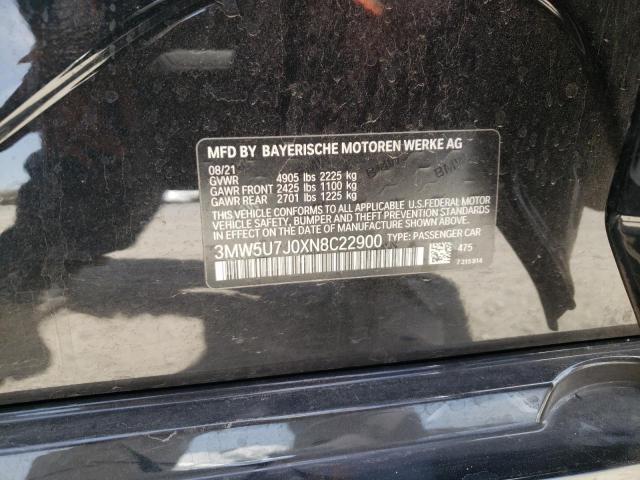 MFD BY BAYERISCHE MOTOREN WERKE AG
08/21
GVWR 4905 lbs 2225 kg
GAWR FRONT 2425 lbs 1100 kg
GAWR REAR 2701 lbs 1225 kg
THIS VEHICLE CONFORMS TO ALL APPLICABLE U.S. FEDERAL MOTOR
VEHICLE SAFETY, BUMPER AND THEFT PREVENTION STANDARDS
IN EFFECT ON THE DATE OF MANUFACTURE SHOWN ABOVE.
3MW5U7J0XN8C22900 TYPE: PASSENGER CAR
475
7315814